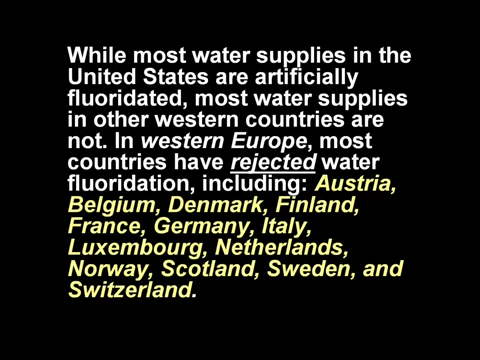 While most water supplies in the
United States are artificially
fluoridated, most water supplies
in other western countries are
not. In western Europe, most
countries have rejected water
fluoridation, including: Austria,
Belgium, Denmark, Finland,
France, Germany, Italy,
Luxembourg, Netherlands,
Norway, Scotland, Sweden, and
Switzerland.